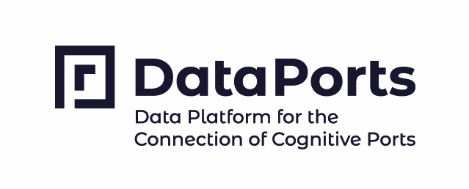 DataPorts
Data Platform for the
Connection of Cognitive Ports